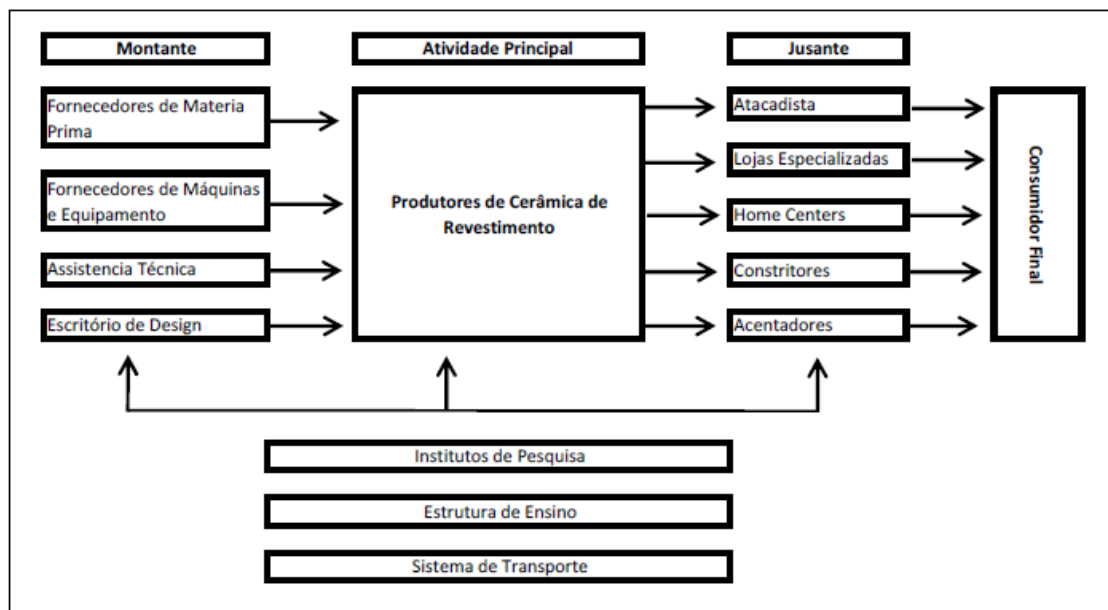 Montante
Atividade Principal
Jusante
Fornecedores de Materia
Prima
Fornecedores de Máquinas
e Equipamento
Assistencia Técnica
Escritório de Design
Produtores de Cerâmica de
Revestimento
Atacadista
Lojas Especializadas
Home Centers
Constritores
Acentadores
Consumidor Final
Institutos de Pesquisa
Estrutura de Ensino
Sistema de Transporte